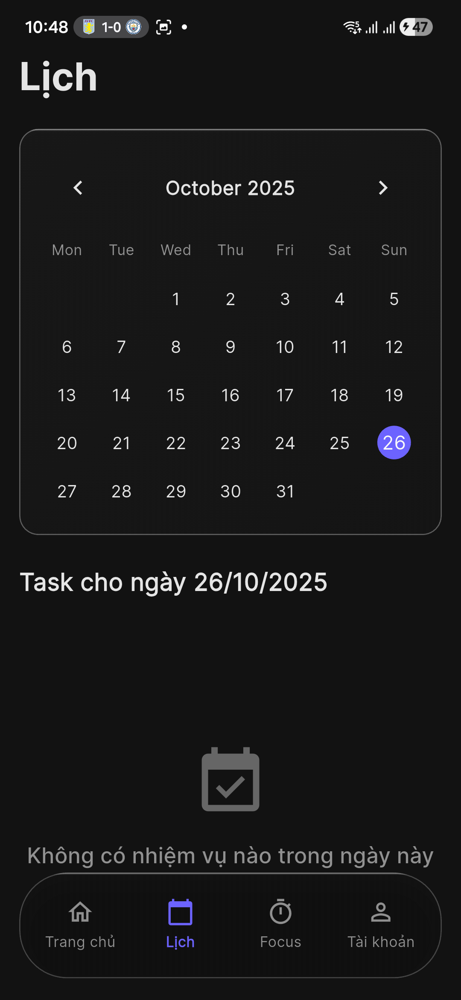 10:48 AVFC 1-0 5 47
Lịch
October 2025
Mon Tue Wed Thu Fri Sat Sun
1 2 3 4 5
6 7 8 9 10 11 12
13 14 15 16 17 18 19
20 21 22 23 24 25 26
27 28 29 30 31
Task cho ngày 26/10/2025
Không có nhiệm vụ nào trong ngày này
Trang chủ Lịch Focus Tài khoản